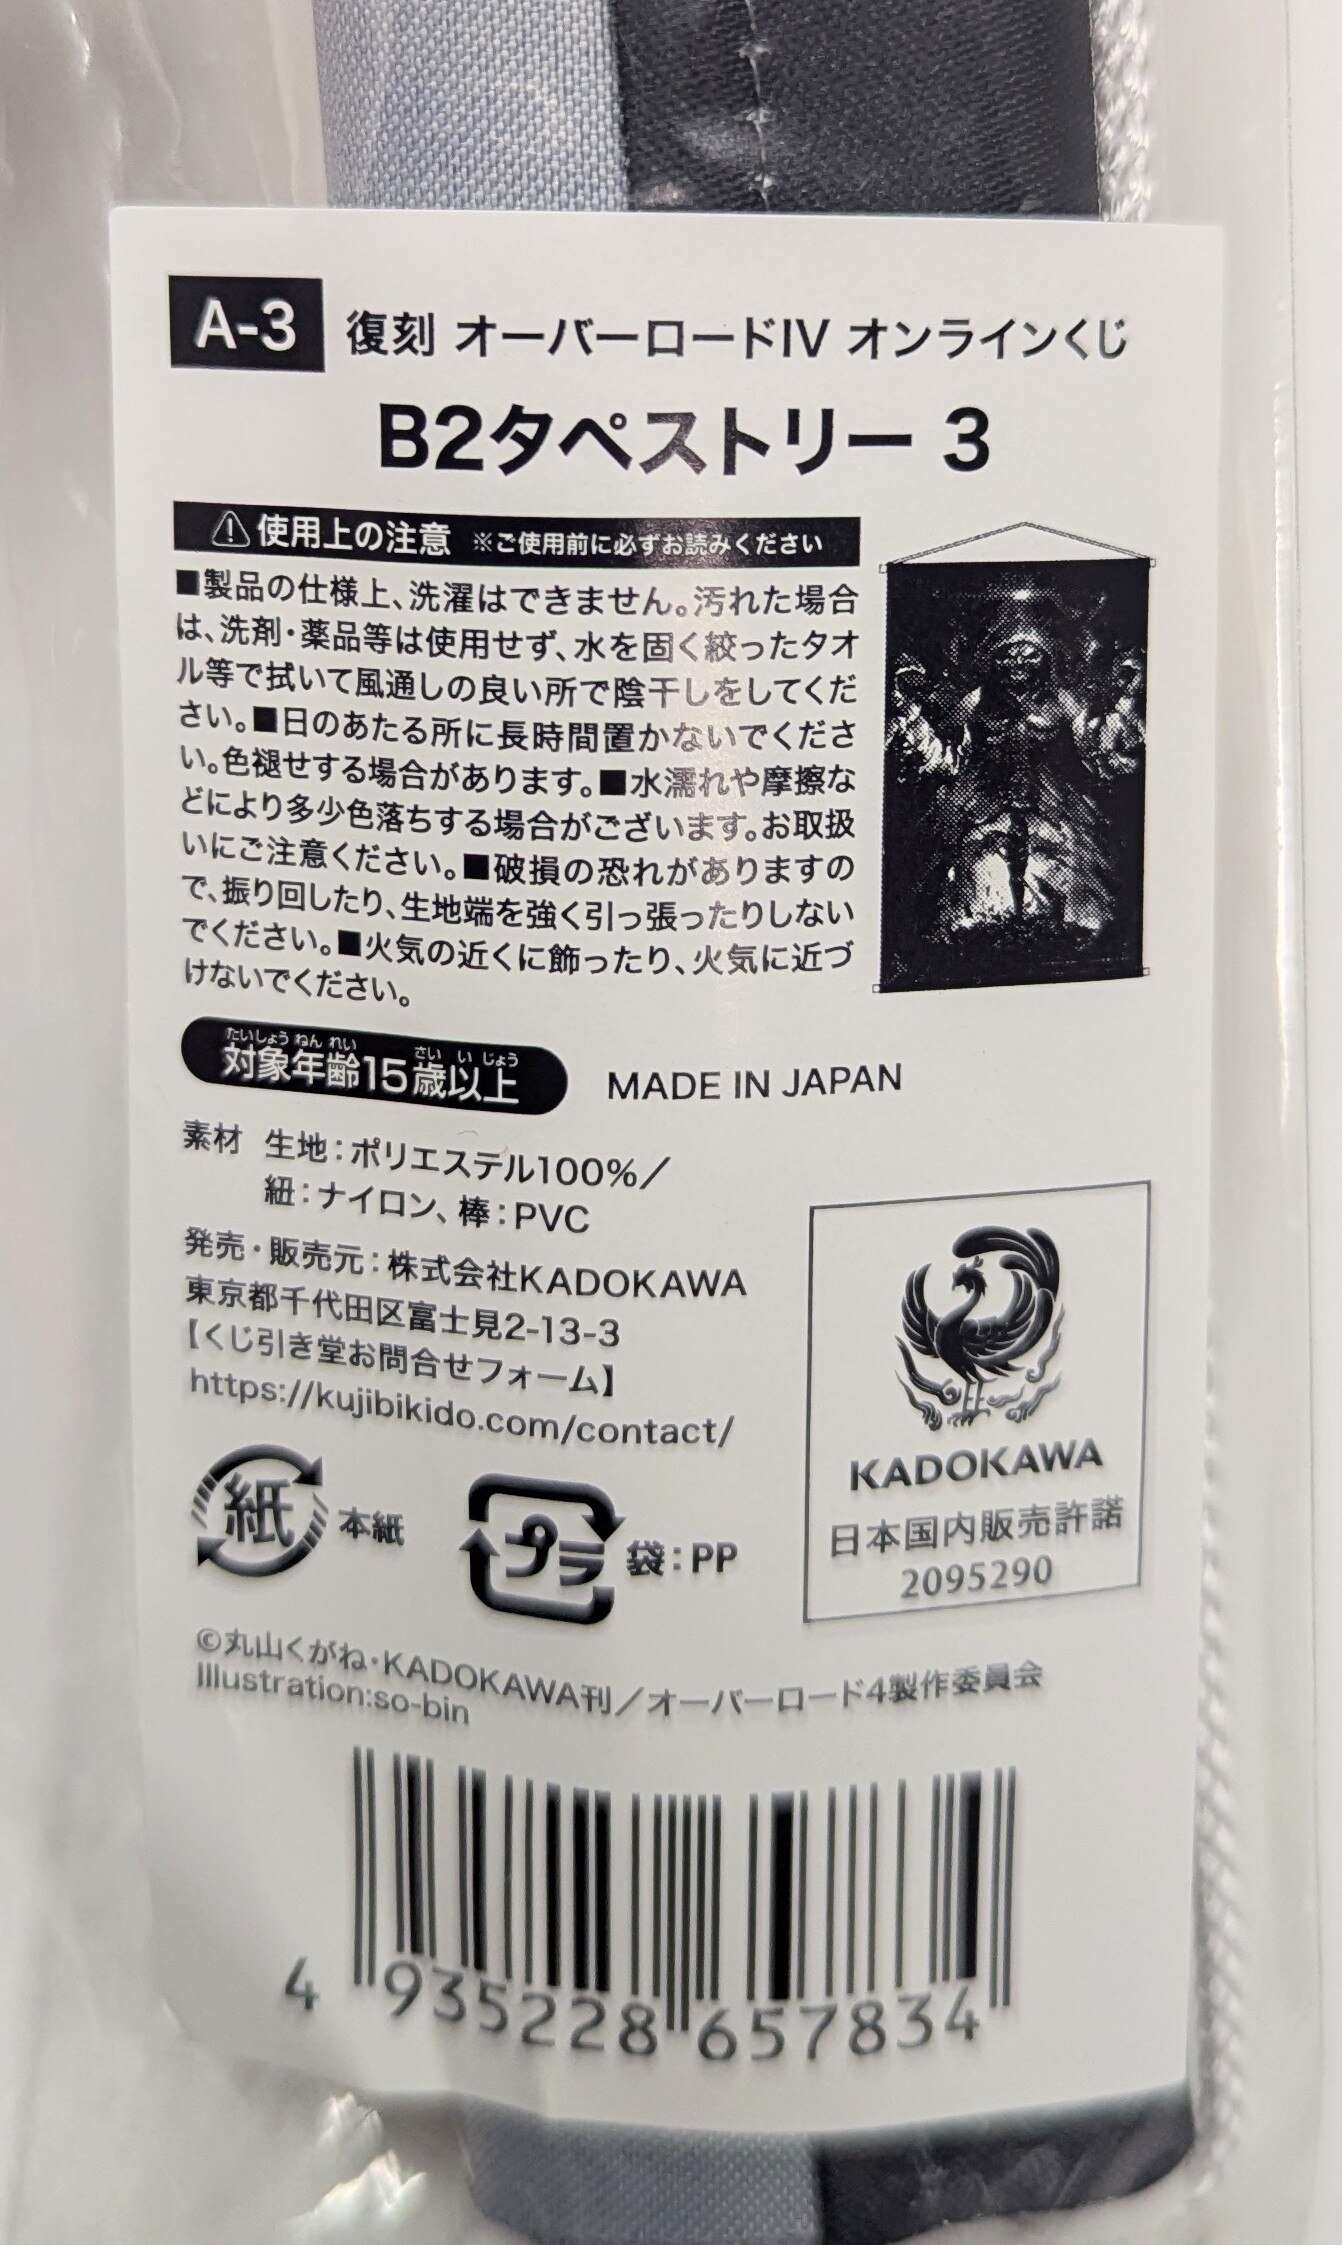 A-3 復刻 オーバーロードIV オンラインくじ
B2タペストリー 3
使用上の注意 ※ご使用前に必ずお読みください
■製品の仕様上、洗濯はできません。汚れた場合
は、洗剤・薬品等は使用せず、水を固く絞ったタオ
ル等で拭いて風通しの良い所で陰干しをしてくだ
さい。■日のあたる所に長時間置かないでくださ
い。色褪せする場合があります。■水濡れや摩擦な
どにより多少色落ちする場合がございます。お取扱
いにご注意ください。■破損の恐れがありますの
で、振り回したり、生地端を強く引っ張ったりしない
でください。■火気の近くに飾ったり、火気に近づ
けないでください。
たいしょう ねん れい さい い じょう
対象年齢15歳以上 MADE IN JAPAN
素材 生地：ポリエステル100%／
紐：ナイロン、棒：PVC
発売・販売元：株式会社KADOKAWA
東京都千代田区富士見2-13-3
【くじ引き堂お問合せフォーム】
https://kujibikido.com/contact/
紙 本紙 プラ 袋：PP
KADOKAWA
日本国内販売許諾
2095290
©丸山くがね・KADOKAWA刊／オーバーロード4製作委員会
Illustration:so-bin
4 935228 657834